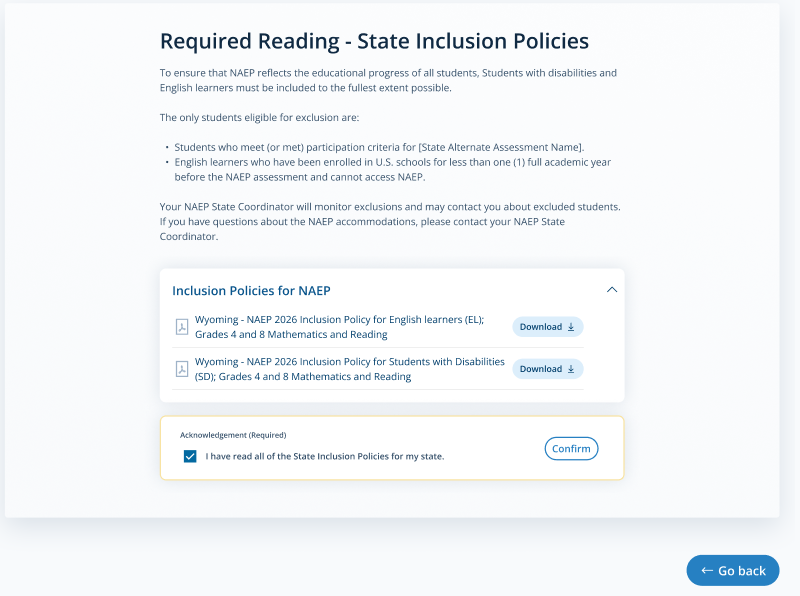 Required Reading - State Inclusion Policies
To ensure that NAEP reflects the educational progress of all students, Students with disabilities and
English learners must be included to the fullest extent possible.
The only students eligible for exclusion are:
• Students who meet (or met) participation criteria for [State Alternate Assessment Name].
• English learners who have been enrolled in U.S. schools for less than one (1) full academic year
before the NAEP assessment and cannot access NAEP.
Your NAEP State Coordinator will monitor exclusions and may contact you about excluded students.
If you have questions about the NAEP accommodations, please contact your NAEP State
Coordinator.
Inclusion Policies for NAEP
Wyoming - NAEP 2026 Inclusion Policy for English learners (EL);
Grades 4 and 8 Mathematics and Reading
Download
Wyoming - NAEP 2026 Inclusion Policy for Students with Disabilities
(SD); Grades 4 and 8 Mathematics and Reading
Download
Acknowledgement (Required)
I have read all of the State Inclusion Policies for my state.
Confirm
← Go back